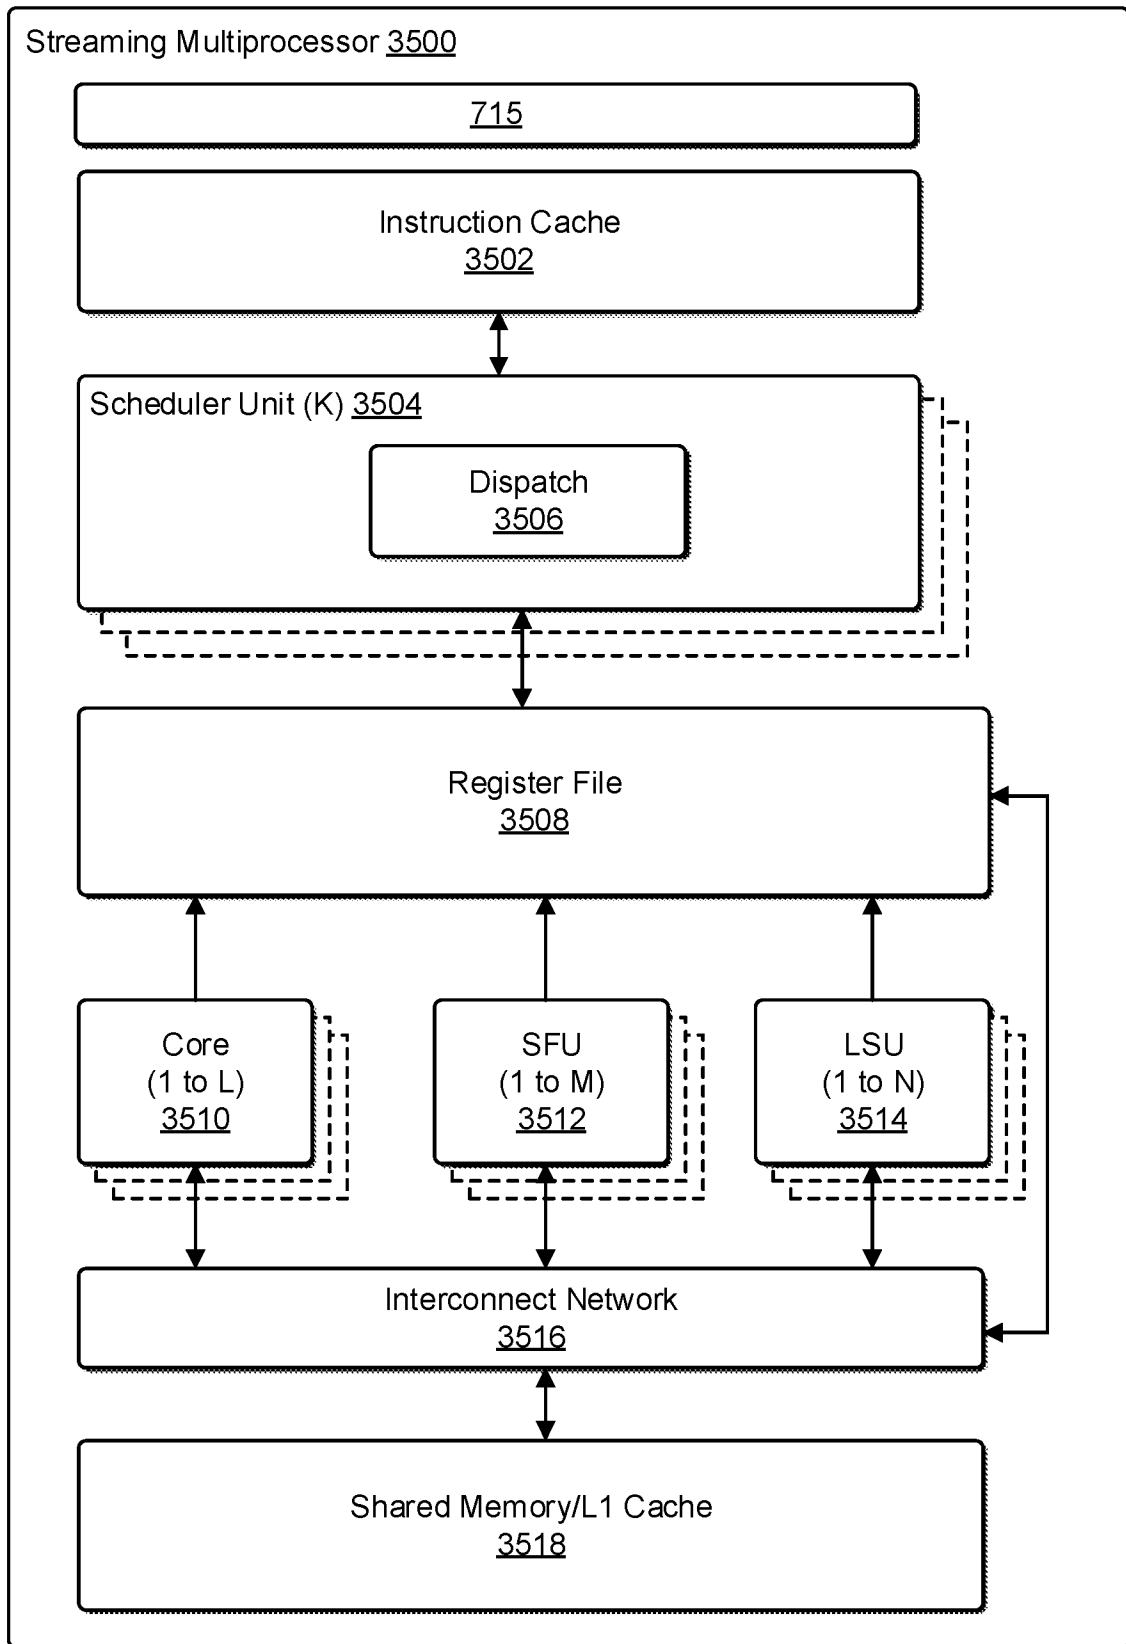 Streaming Multiprocessor 3500
715
Instruction Cache
3502
Scheduler Unit (K) 3504
Dispatch
3506
Register File
3508
Core
(1 to L)
3510
SFU
(1 to M)
3512
LSU
(1 to N)
3514
Interconnect Network
3516
Shared Memory/L1 Cache
3518